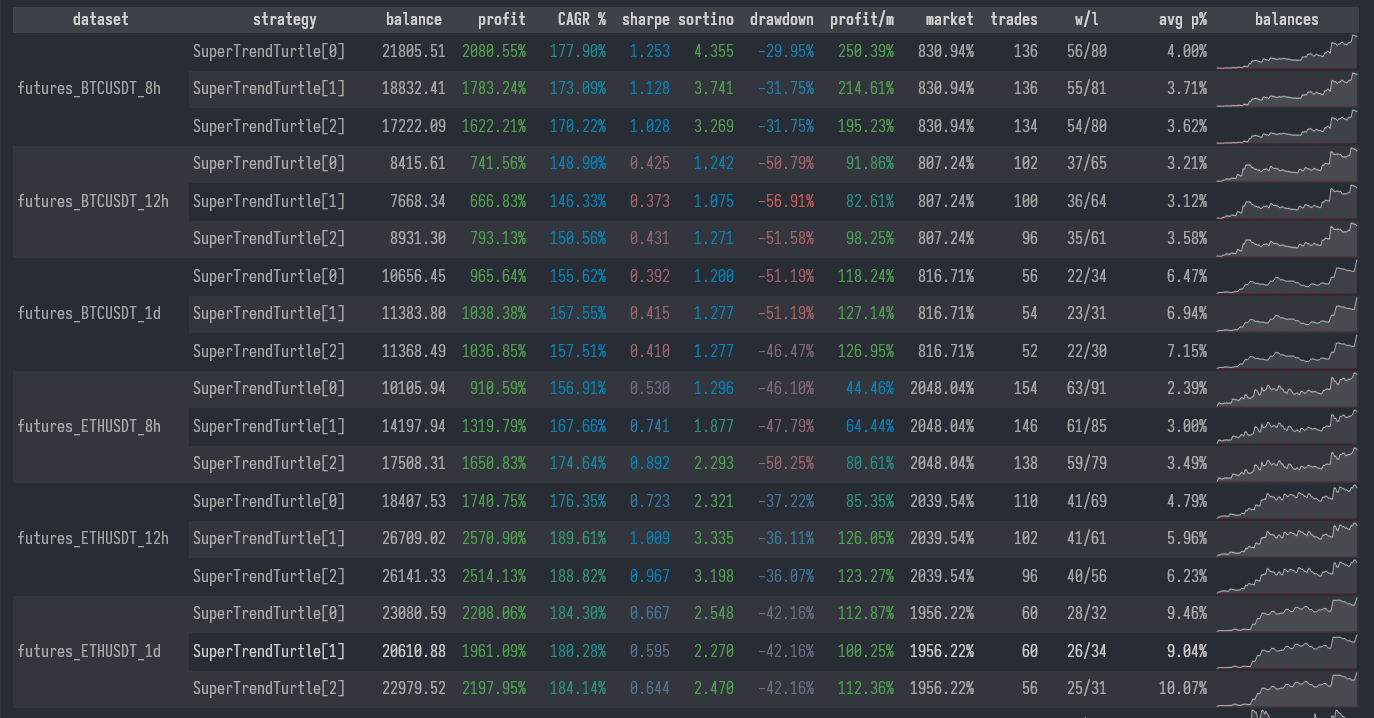 dataset strategy balance profit CAGR % sharpe sortino drawdown profit/m market trades w/l avg p% balances
futures_BTCUSDT_8h
SuperTrendTurtle[0] 21805.51 2080.55% 177.90% 1.253 4.355 -29.95% 250.39% 830.94% 136 56/80 4.00%
SuperTrendTurtle[1] 18832.41 1783.24% 173.09% 1.128 3.741 -31.75% 214.61% 830.94% 136 55/81 3.71%
SuperTrendTurtle[2] 17222.09 1622.21% 170.22% 1.028 3.269 -31.75% 195.23% 830.94% 134 54/80 3.62%
futures_BTCUSDT_12h
SuperTrendTurtle[0] 8415.61 741.56% 148.90% 0.425 1.242 -50.79% 91.86% 807.24% 102 37/65 3.21%
SuperTrendTurtle[1] 7668.34 666.83% 146.33% 0.373 1.075 -56.91% 82.61% 807.24% 100 36/64 3.12%
SuperTrendTurtle[2] 8931.30 793.13% 150.56% 0.431 1.271 -51.58% 98.25% 807.24% 96 35/61 3.58%
futures_BTCUSDT_1d
SuperTrendTurtle[0] 10656.45 965.64% 155.62% 0.392 1.200 -51.19% 118.24% 816.71% 56 22/34 6.47%
SuperTrendTurtle[1] 11383.80 1038.38% 157.55% 0.415 1.277 -51.19% 127.14% 816.71% 54 23/31 6.94%
SuperTrendTurtle[2] 11368.49 1036.85% 157.51% 0.410 1.277 -46.47% 126.95% 816.71% 52 22/30 7.15%
futures_ETHUSDT_8h
SuperTrendTurtle[0] 10105.94 910.59% 156.91% 0.530 1.296 -46.10% 44.46% 2048.04% 154 63/91 2.39%
SuperTrendTurtle[1] 14197.94 1319.79% 167.66% 0.741 1.877 -47.79% 64.44% 2048.04% 146 61/85 3.00%
SuperTrendTurtle[2] 17508.31 1650.83% 174.64% 0.892 2.293 -50.25% 80.61% 2048.04% 138 59/79 3.49%
futures_ETHUSDT_12h
SuperTrendTurtle[0] 18407.53 1740.75% 176.35% 0.723 2.321 -37.22% 85.35% 2039.54% 110 41/69 4.79%
SuperTrendTurtle[1] 26709.02 2570.90% 189.61% 1.009 3.335 -36.11% 126.05% 2039.54% 102 41/61 5.96%
SuperTrendTurtle[2] 26141.33 2514.13% 188.82% 0.967 3.198 -36.07% 123.27% 2039.54% 96 40/56 6.23%
futures_ETHUSDT_1d
SuperTrendTurtle[0] 23080.59 2208.06% 184.30% 0.667 2.548 -42.16% 112.87% 1956.22% 60 28/32 9.46%
SuperTrendTurtle[1] 20610.88 1961.09% 180.28% 0.595 2.270 -42.16% 100.25% 1956.22% 60 26/34 9.04%
SuperTrendTurtle[2] 22979.52 2197.95% 184.14% 0.644 2.470 -42.16% 112.36% 1956.22% 56 25/31 10.07%